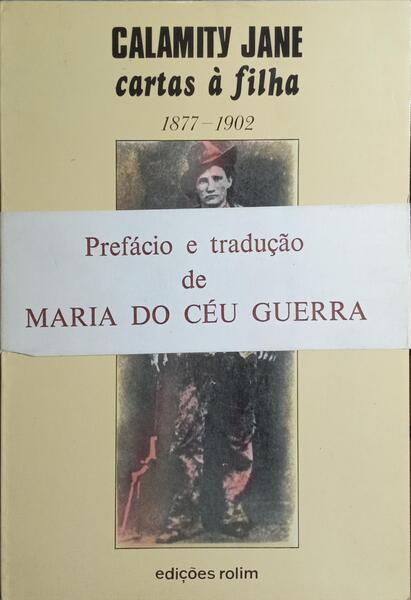 CALAMITY JANE
cartas à filha
1877–1902
Prefácio e tradução
de
MARIA DO CÉU GUERRA
edições rolim